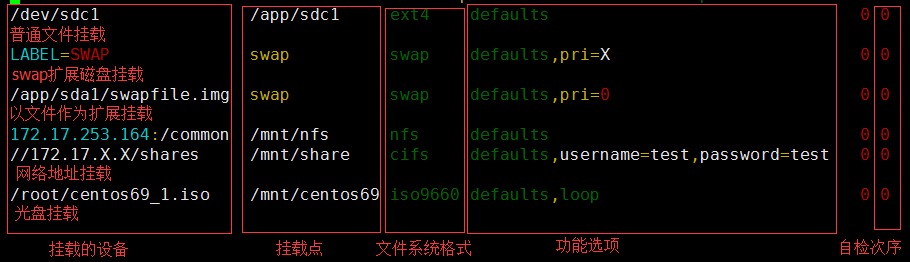 /dev/sdc1 /app/sdc1 ext4 defaults 0 0
普通文件挂载
LABEL=SWAP swap swap defaults,pri=X 0 0
swap扩展磁盘挂载
/app/sda1/swapfile.img swap swap defaults,pri=0 0 0
以文件作为扩展挂载
172.17.253.164:/common /mnt/nfs nfs defaults 0 0
//172.17.X.X/shares /mnt/share cifs defaults,username=test,password=test 0 0
网络地址挂载
/root/centos69_1.iso /mnt/centos69 iso9660 defaults,loop 0 0
光盘挂载
挂载的设备 挂载点 文件系统格式 功能选项 自检次序